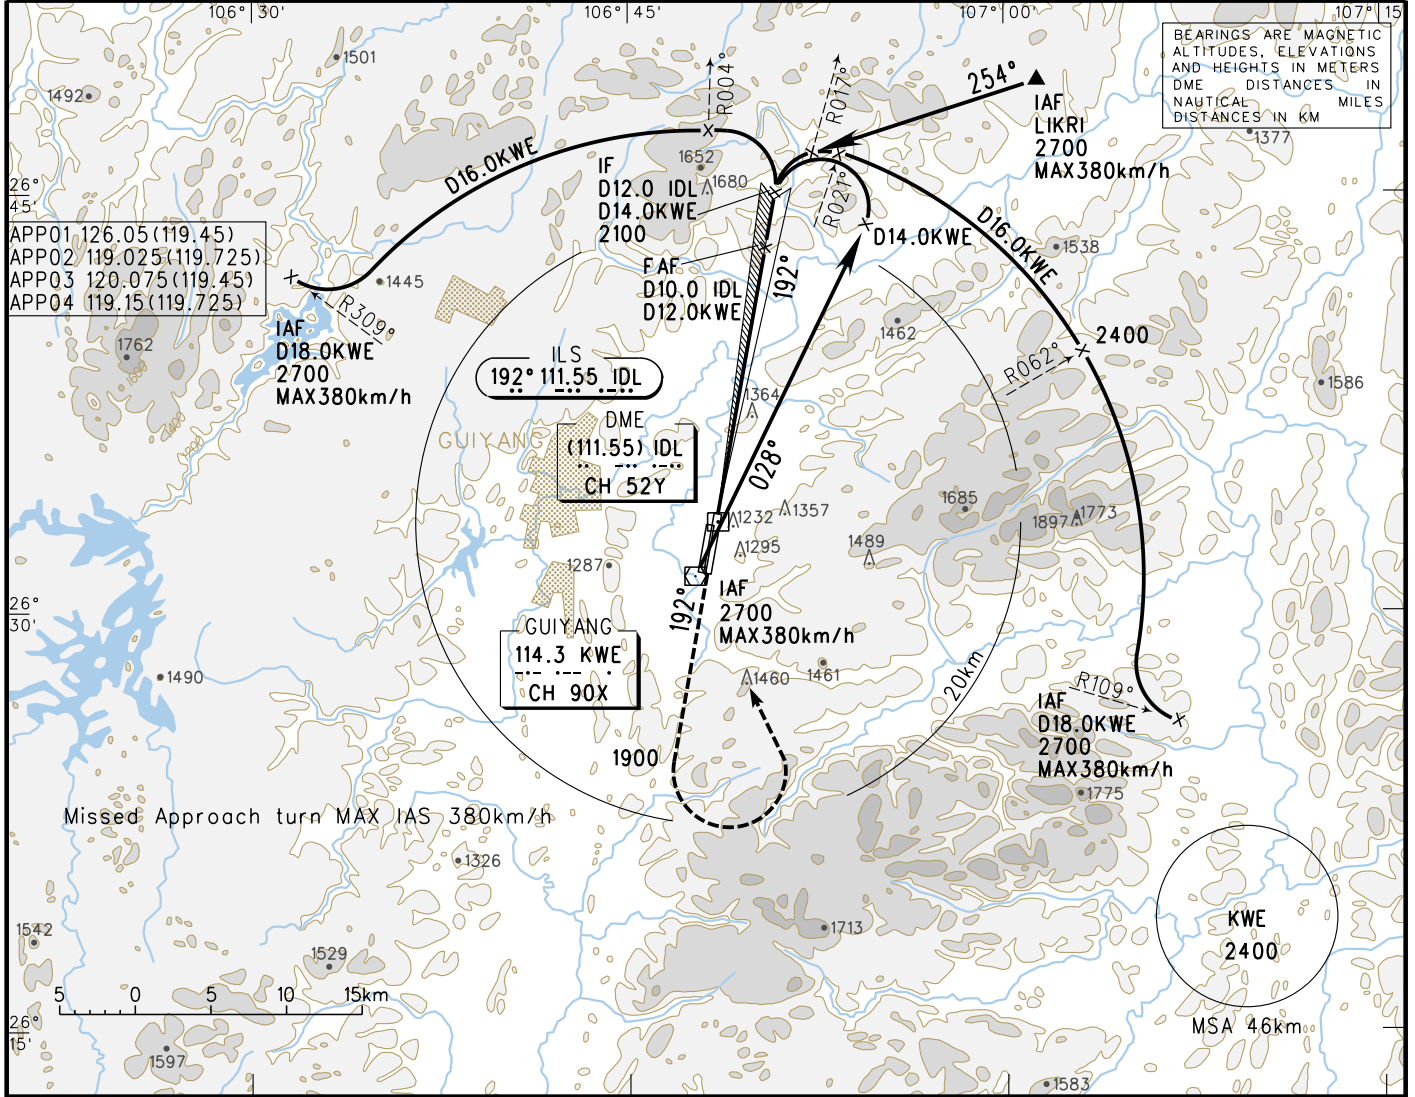 106° 30'
106° 45'
107° 00'
107° 15'
BEARINGS ARE MAGNETIC
ALTITUDES, ELEVATIONS
AND HEIGHTS IN METERS
DME DISTANCES IN
NAUTICAL MILES
DISTANCES IN KM
1501
1492
R004°
R017°
254°
IAF
LIKRI
2700
MAX380km/h
1377
D16.0KWE
1652
1680
IF
D12.0 IDL
D14.0KWE
2100
R021°
D14.0KWE
D16.0KWE
1538
26°
45'
APP01 126.05(119.45)
APP02 119.025(119.725)
APP03 120.075(119.45)
APP04 119.15(119.725)
FAF
D10.0 IDL
D12.0KWE
192°
1445
R309°
IAF
D18.0KWE
2700
MAX380km/h
1762
1600
1400
1200
1462
2400
R062°
1586
ILS
192° 111.55 IDL
1364
DME
(111.55) IDL
CH 52Y
GUIYANG
028°
1685
1357
1232
1295
1897
1773
1489
1287
192°
IAF
2700
MAX380km/h
26°
30'
GUIYANG
114.3 KWE
CH 90X
1490
1460
1461
20km
R109°
IAF
D18.0KWE
2700
MAX380km/h
1900
1775
Missed Approach turn MAX IAS 380km/h
1326
KWE
2400
MSA 46km
1542
1529
1713
5 0 5 10 15km
26°
15'
1597
1583